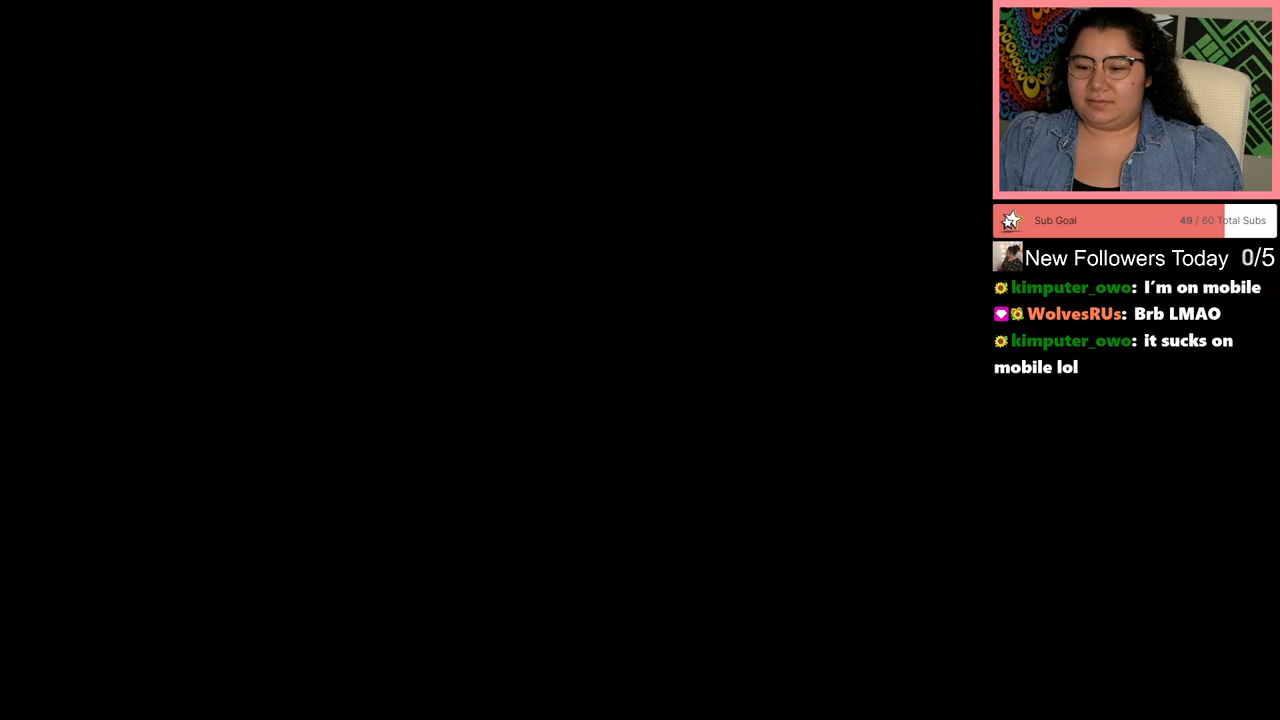 Sub Goal 49 / 60 Total Subs
New Followers Today 0/5
kimputer_owo: I’m on mobile
WolvesRUs: Brb LMAO
kimputer_owo: it sucks on
mobile lol